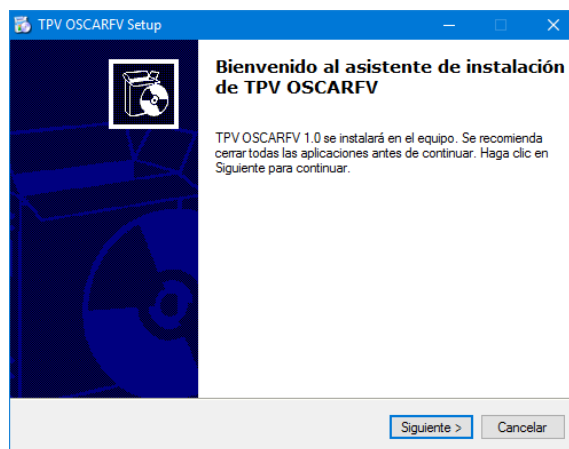 TPV OSCARFV Setup
Bienvenido al asistente de instalación
de TPV OSCARFV
TPV OSCARFV 1.0 se instalará en el equipo. Se recomienda
cerrar todas las aplicaciones antes de continuar. Haga clic en
Siguiente para continuar.
Siguiente > Cancelar